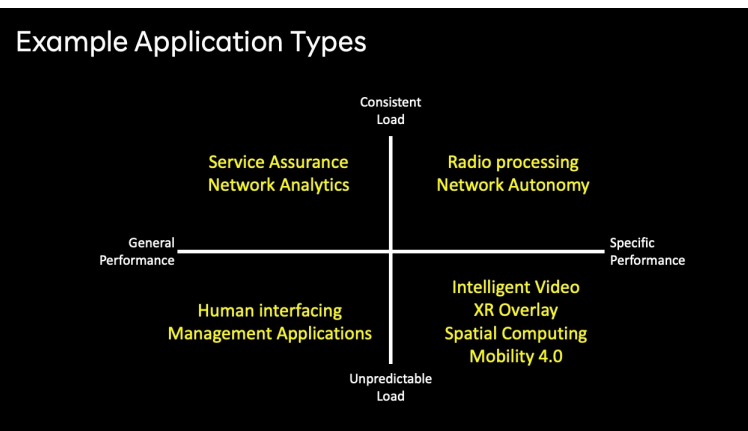 Example Application Types
Consistent
Load
Service Assurance
Network Analytics
Radio processing
Network Autonomy
General
Performance
Specific
Performance
Human interfacing
Management Applications
Intelligent Video
XR Overlay
Spatial Computing
Mobility 4.0
Unpredictable
Load